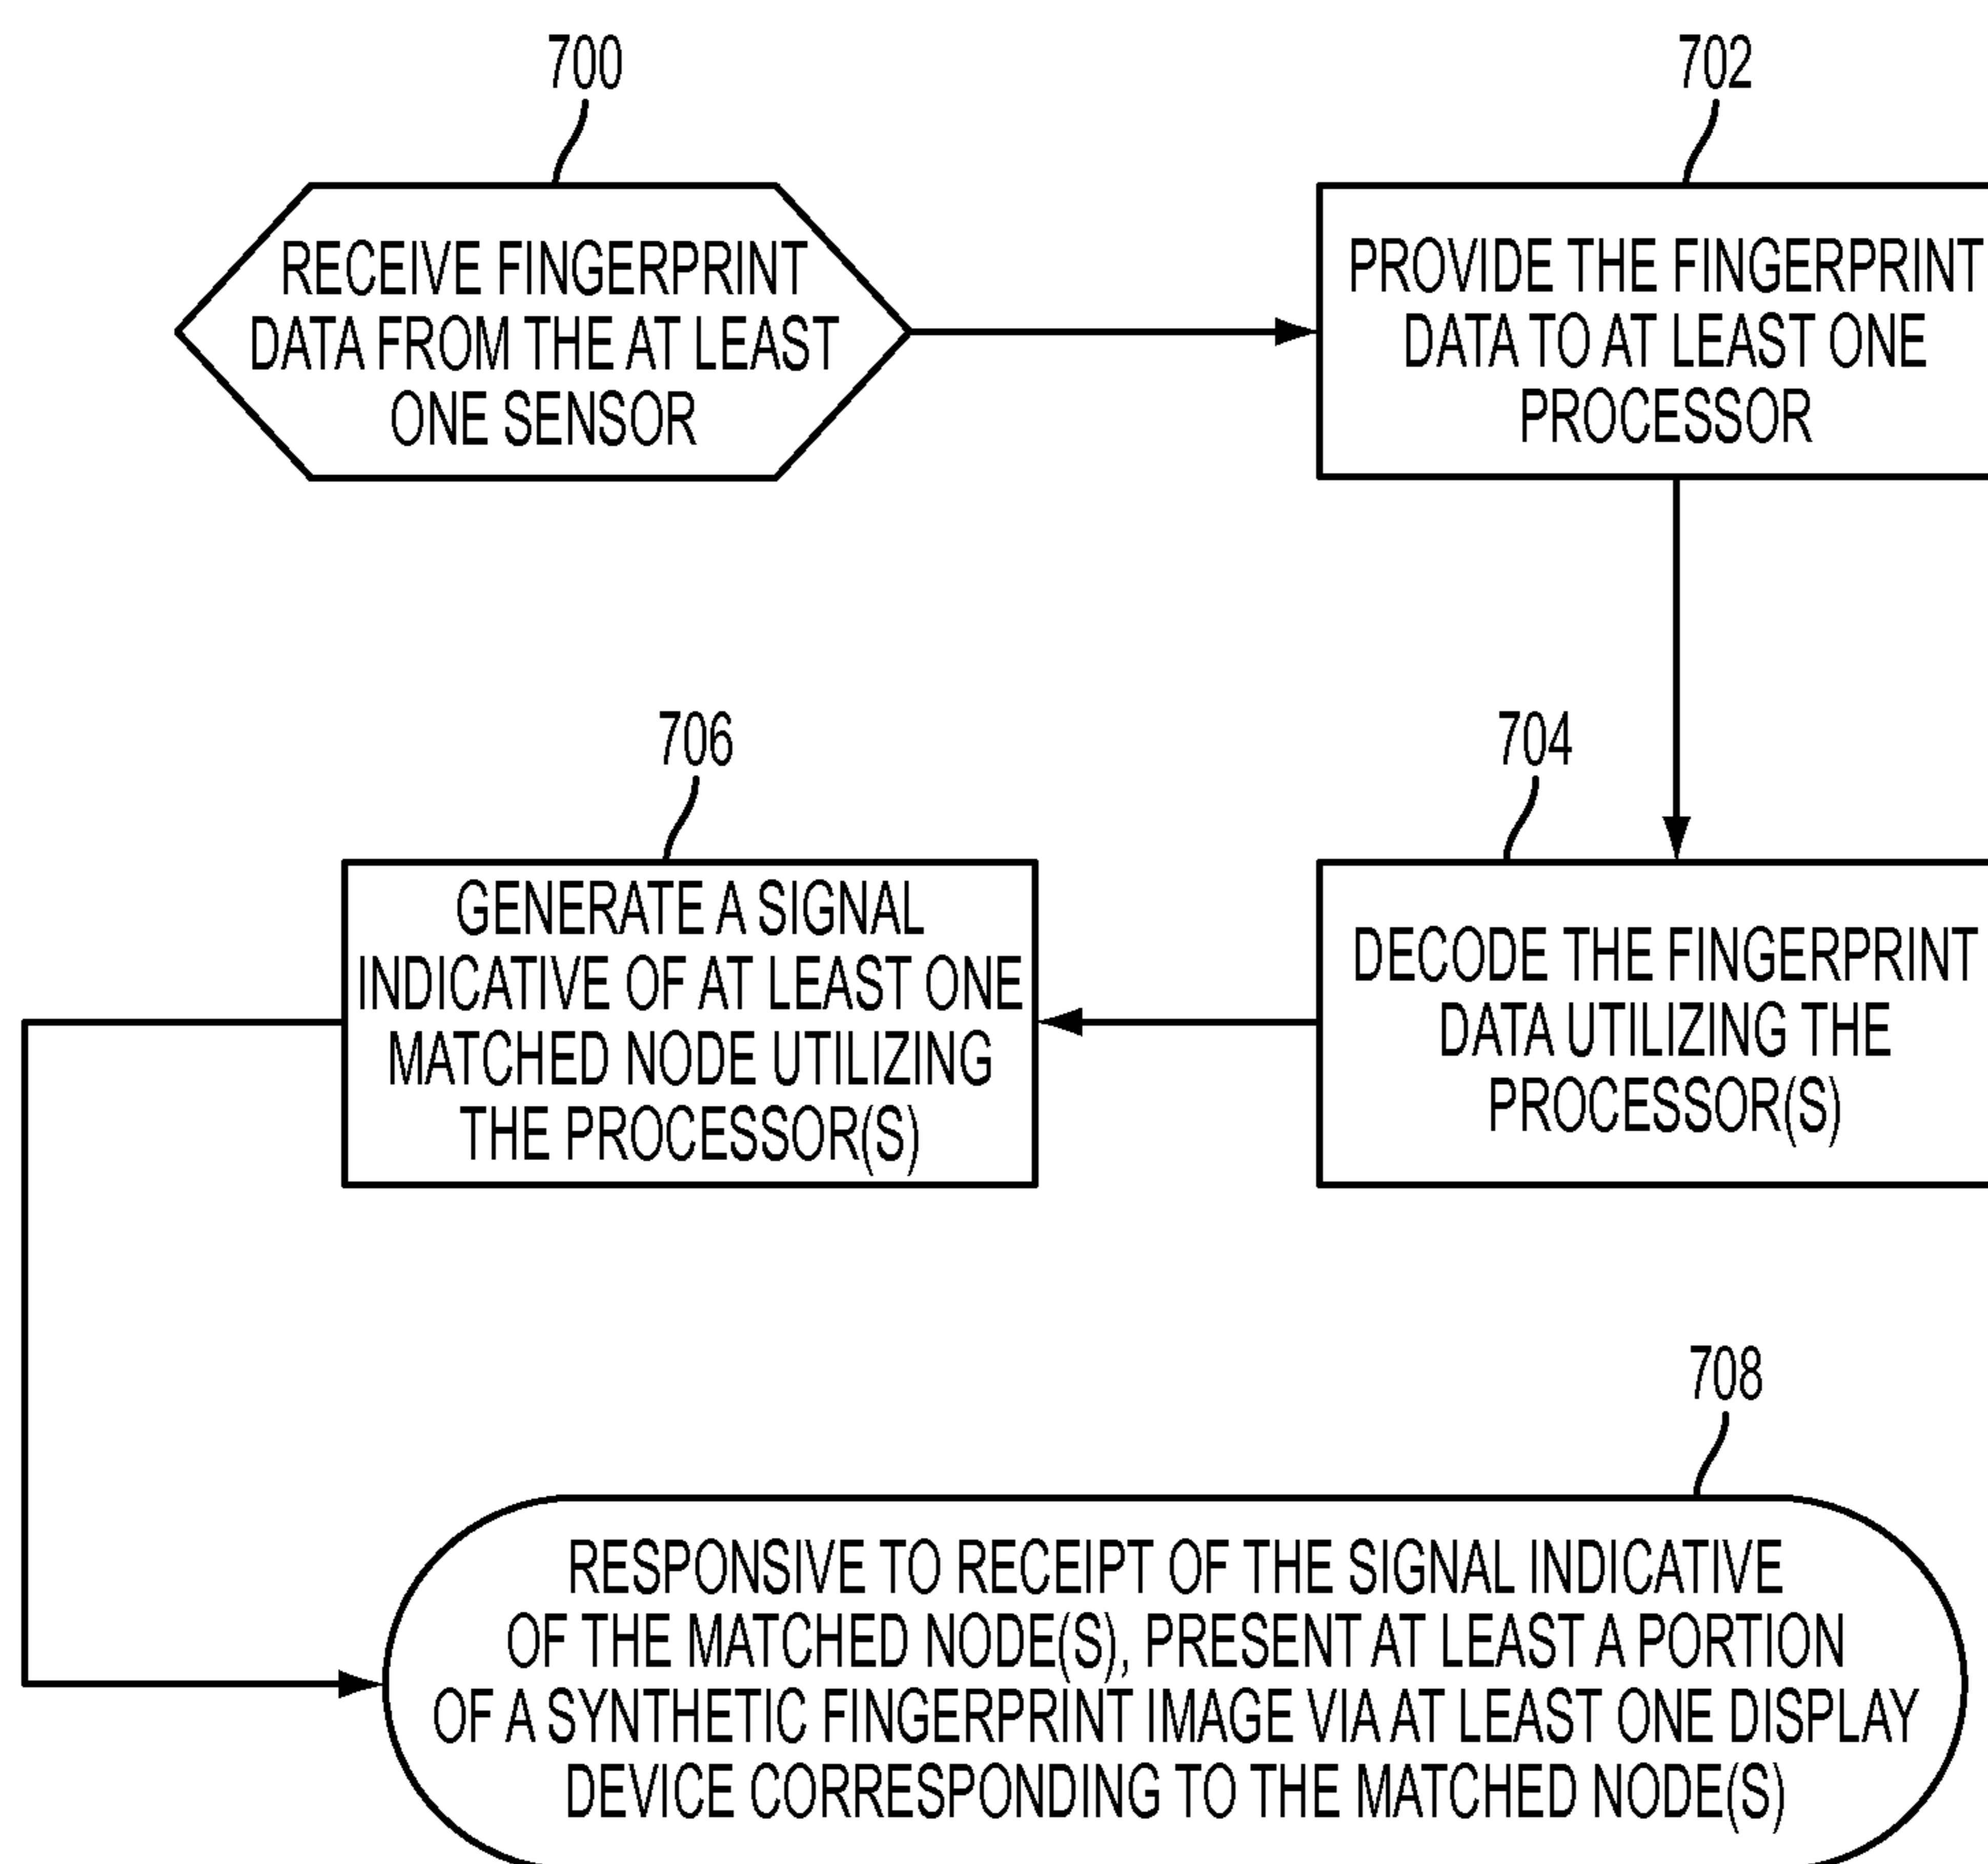 700
RECEIVE FINGERPRINT
DATA FROM THE AT LEAST
ONE SENSOR
702
PROVIDE THE FINGERPRINT
DATA TO AT LEAST ONE
PROCESSOR
704
DECODE THE FINGERPRINT
DATA UTILIZING THE
PROCESSOR(S)
706
GENERATE A SIGNAL
INDICATIVE OF AT LEAST ONE
MATCHED NODE UTILIZING
THE PROCESSOR(S)
708
RESPONSIVE TO RECEIPT OF THE SIGNAL INDICATIVE
OF THE MATCHED NODE(S), PRESENT AT LEAST A PORTION
OF A SYNTHETIC FINGERPRINT IMAGE VIA AT LEAST ONE DISPLAY
DEVICE CORRESPONDING TO THE MATCHED NODE(S)